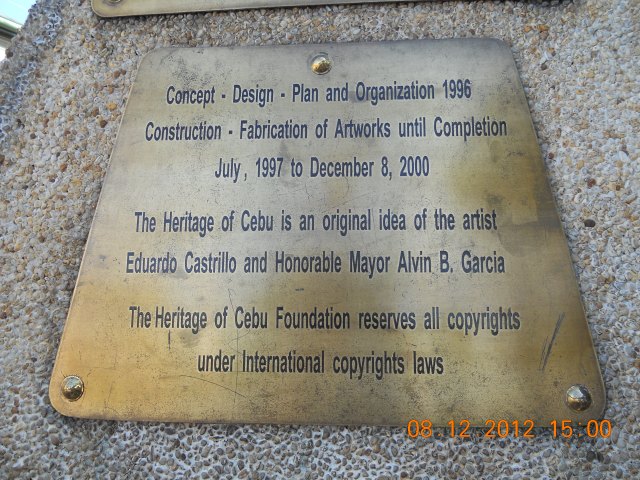 Concept - Design - Plan and Organization 1996
Construction - Fabrication of Artworks until Completion
July, 1997 to December 8, 2000
The Heritage of Cebu is an original idea of the artist
Eduardo Castrillo and Honorable Mayor Alvin B. Garcia
The Heritage of Cebu Foundation reserves all copyrights
under International copyrights laws
08.12.2012 15:00